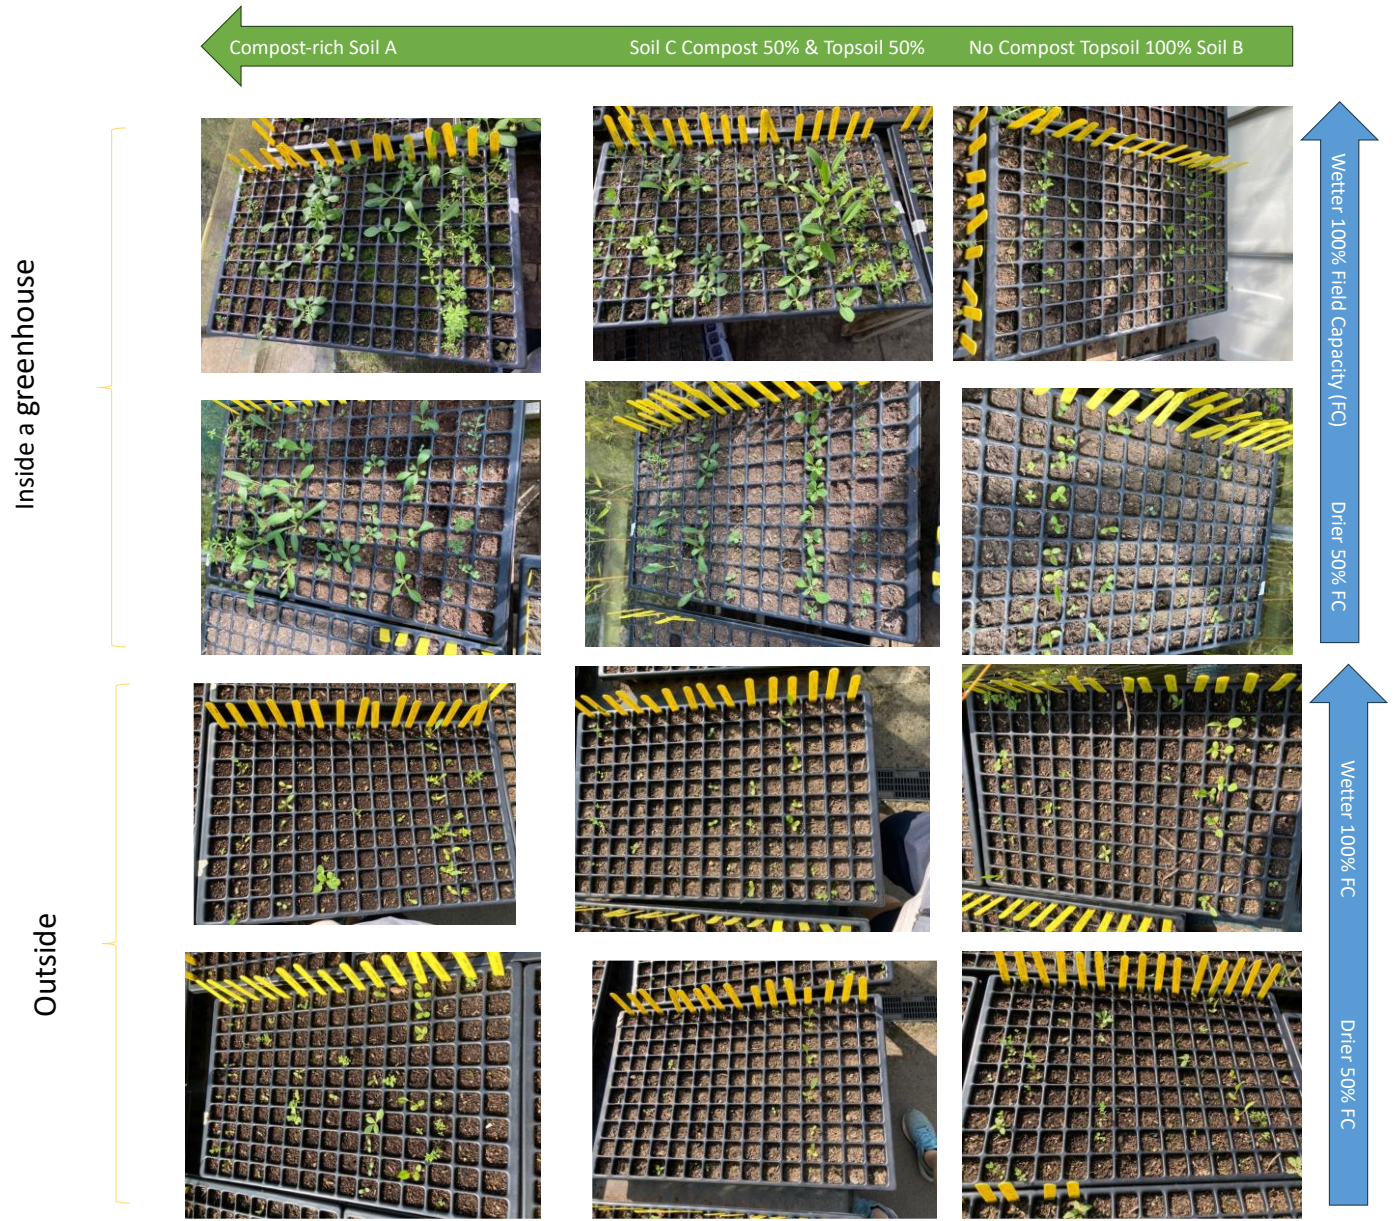 Compost-rich Soil A
Soil C Compost 50% & Topsoil 50%
No Compost Topsoil 100% Soil B
Inside a greenhouse
Wetter 100% Field Capacity (FC)
Drier 50% FC
Outside
Wetter 100% FC
Drier 50% FC